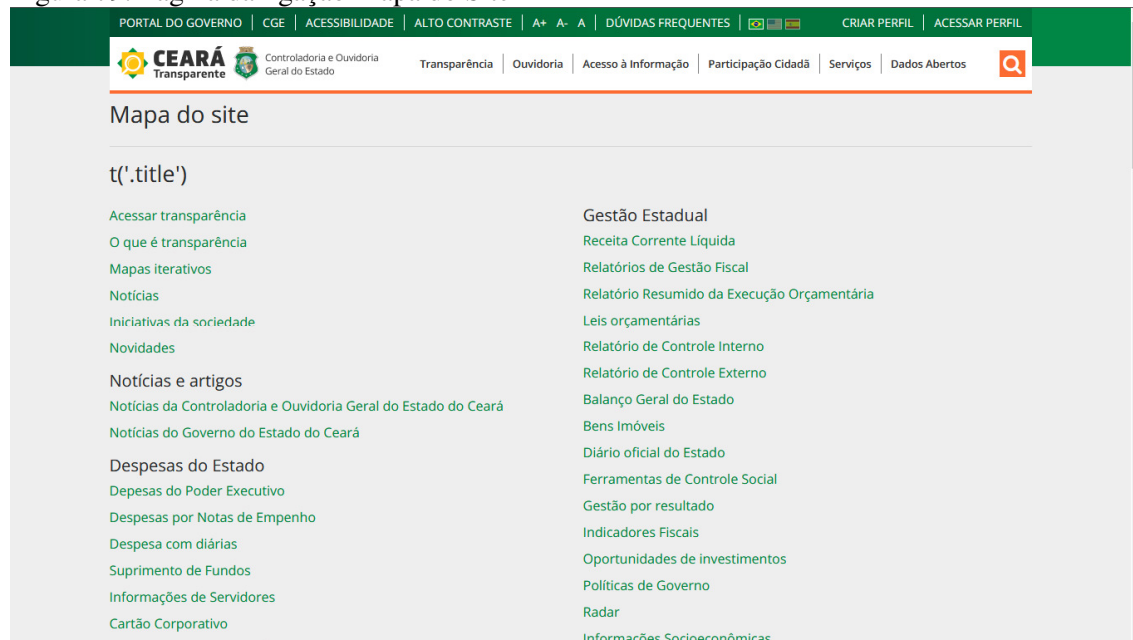 PORTAL DO GOVERNO | CGE | ACESSIBILIDADE | ALTO CONTRASTE | A+ A- A | DÚVIDAS FREQUENTES | CRIAR PERFIL | ACESSAR PERFIL
CEARÁ
Transparente
Controladoria e Ouvidoria
Geral do Estado
Transparência | Ouvidoria | Acesso à Informação | Participação Cidadã | Serviços | Dados Abertos
Mapa do site
t('.title')
Acessar transparência
O que é transparência
Mapas iterativos
Notícias
Iniciativas da sociedade
Novidades
Notícias e artigos
Notícias da Controladoria e Ouvidoria Geral do Estado do Ceará
Notícias do Governo do Estado do Ceará
Despesas do Estado
Depesas do Poder Executivo
Despesas por Notas de Empenho
Despesa com diárias
Suprimento de Fundos
Informações de Servidores
Cartão Corporativo
Gestão Estadual
Receita Corrente Líquida
Relatórios de Gestão Fiscal
Relatório Resumido da Execução Orçamentária
Leis orçamentárias
Relatório de Controle Interno
Relatório de Controle Externo
Balanço Geral do Estado
Bens Imóveis
Diário oficial do Estado
Ferramentas de Controle Social
Gestão por resultado
Indicadores Fiscais
Oportunidades de investimentos
Políticas de Governo
Radar
Informações Socioeconômicas